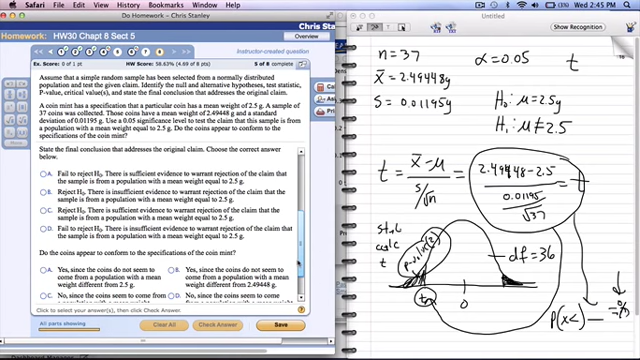 Safari File Edit View History Bookmarks Window Help
Wed 2:45 PM
Do Homework – Chris Stanley
Chris Stan
Homework: HW30 Chapt 8 Sect 5
Overview
Instructor-created question
Exam Score: 0 of 1 pt
HW Score: 58.63% (4.69 of 8 pts)
5 of 8 complete
Assume that a simple random sample has been selected from a normally distributed
population and test the given claim. Identify the null and alternative hypotheses, test statistic,
P-value, critical value(s), and state the final conclusion that addresses the original claim.
A coin mint has a specification that a particular coin has a mean weight of 2.5 g. A sample of
37 coins was collected. Those coins have a mean weight of 2.49448 g and a standard
deviation of 0.01195 g. Use a 0.05 significance level to test the claim that this sample is
from a population with a mean weight equal to 2.5 g. Do the coins appear to conform to the
specifications of the coin mint?
State the final conclusion that addresses the original claim. Choose the correct answer
below.
A. Fail to reject H0. There is sufficient evidence to warrant rejection of the claim that
the sample is from a population with a mean weight equal to 2.5 g.
B. Reject H0. There is insufficient evidence to warrant rejection of the claim that the
sample is from a population with a mean weight equal to 2.5 g.
C. Reject H0. There is sufficient evidence to warrant rejection of the claim that the
sample is from a population with a mean weight equal to 2.5 g.
D. Fail to reject H0. There is insufficient evidence to warrant rejection of the claim that
the sample is from a population with a mean weight equal to 2.5 g.
Do the coins appear to conform to the specifications of the coin mint?
A. Yes, since the coins do not seem to
come from a population with a mean
weight different from 2.5 g.
B. Yes, since the coins do not seem to
come from a population with a mean
weight different from 2.49448 g.
C. No, since the coins seem to come from
D. No, since the coins seem to come from
Click to select your answer(s), then click Check Answer.
All parts showing
Clear All
Check Answer
Save
Untitled
Show Recognition
n = 37
α = 0.05
t
x̄ = 2.49448g
H₀: μ = 2.5g
s = 0.01195g
H₁: μ ≠ 2.5
t = (x̄ - μ) / (s/√n) = (2.49448 - 2.5) / (0.01195/√37) = t
stat
calc
t
p-value(2)
df = 36
t
0
P(x<